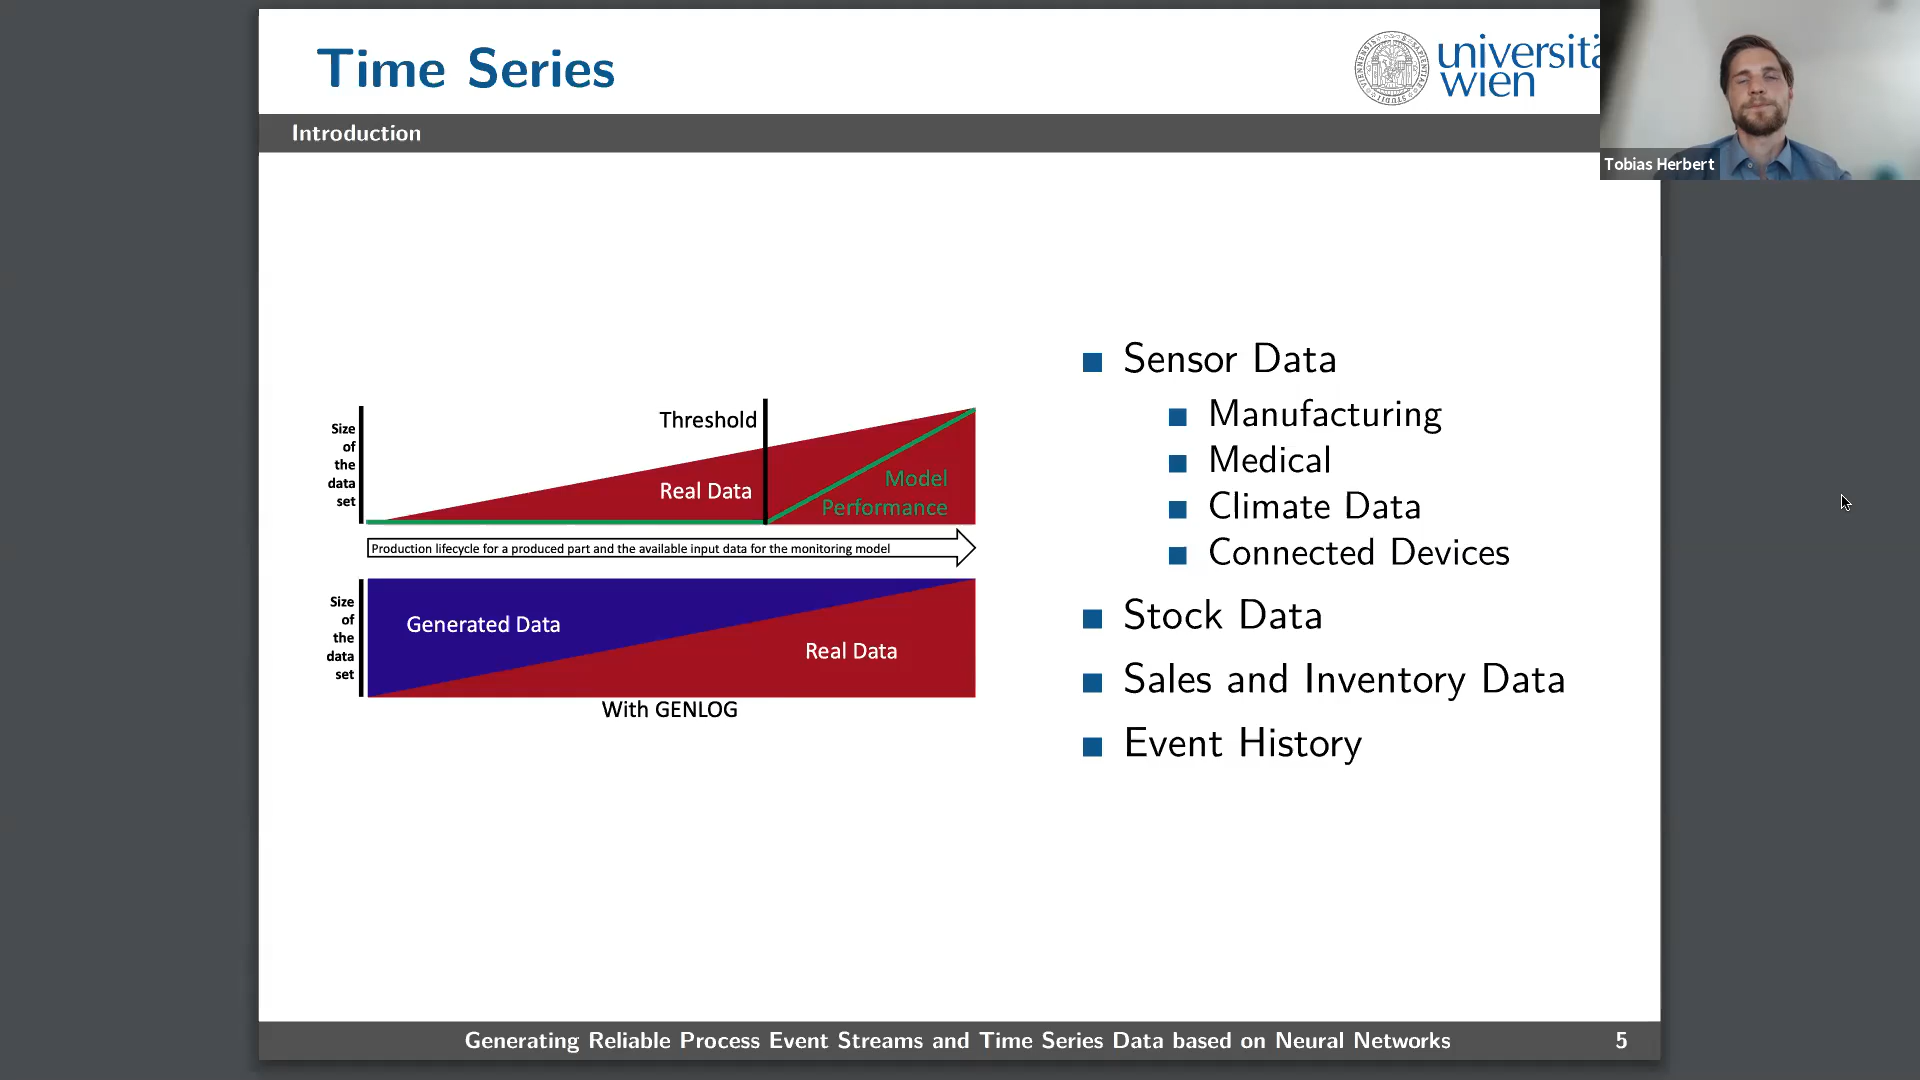 Time Series
universitä
wien
Tobias Herbert
Introduction
Size
of
the
data
set
Threshold
Real Data
Model
Performance
Production lifecycle for a produced part and the available input data for the monitoring model
Size
of
the
data
set
Generated Data
Real Data
With GENLOG
Sensor Data
Manufacturing
Medical
Climate Data
Connected Devices
Stock Data
Sales and Inventory Data
Event History
Generating Reliable Process Event Streams and Time Series Data based on Neural Networks 5